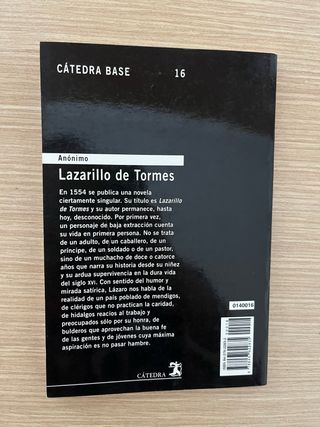 CÁTEDRA BASE 16
Anónimo
Lazarillo de Tormes
En 1554 se publica una novela
ciertamente singular. Su título es Lazarillo
de Tormes y su autor permanece, hasta
hoy, desconocido. Por primera vez,
un personaje de baja extracción cuenta
su vida en primera persona. No se trata
de un adulto, de un caballero, de un
príncipe, de un soldado o de un pastor,
sino de un muchacho de doce o catorce
años que narra su historia desde su niñez
y su ardua supervivencia en la dura vida
del siglo XVI. Con sentido del humor y
mirada satírica, Lázaro nos habla de la
realidad de un país poblado de mendigos,
de clérigos que no practican la caridad,
de hidalgos reacios al trabajo y
preocupados sólo por su honra, de
bulderos que aprovechan la buena fe
de las gentes y de jóvenes cuya máxima
aspiración es no pasar hambre.
0140016
CÁTEDRA